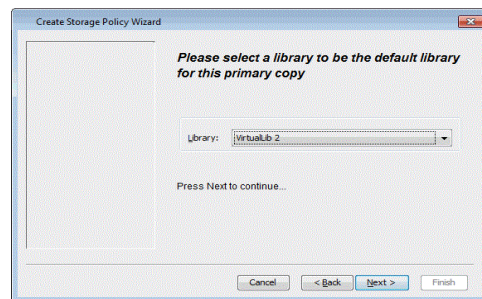 Create Storage Policy Wizard
Please select a library to be the default library
for this primary copy
Library: VirtualLib 2
Press Next to continue...
Cancel < Back Next > Finish